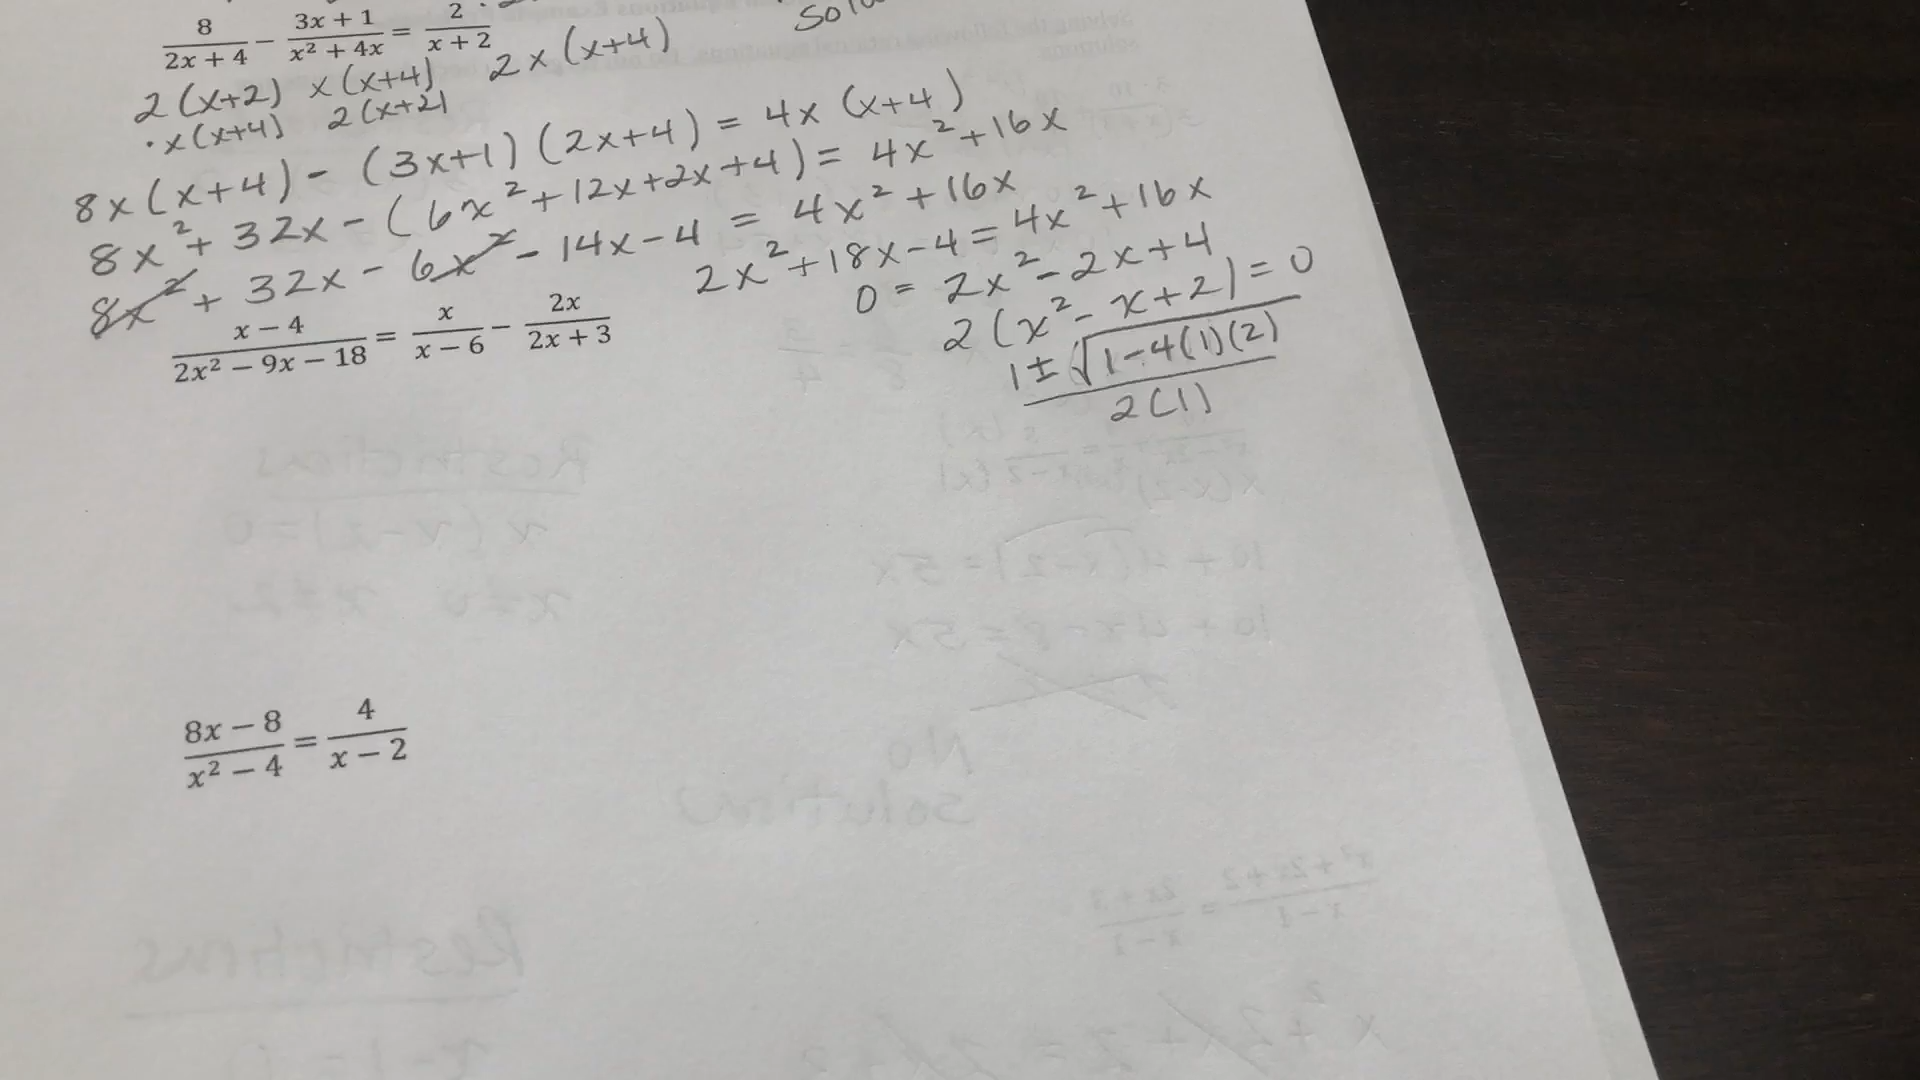 8/(2x + 4) − (3x + 1)/(x² + 4x) = 2/(x + 2)
2(x+2) x(x+4) 2x(x+4)
·x(x+4) 2(x+2)
8x(x+4) - (3x+1)(2x+4) = 4x(x+4)
8x²+32x-(6x²+12x+2x+4) = 4x²+16x
8x²+32x-6x²-14x-4 = 4x²+16x
2x²+18x-4=4x²+16x
0 = 2x²-2x+4
2(x²-x+2)=0
(1±√(1-4(1)(2)))/(2(1))
(x − 4)/(2x² − 9x − 18) = x/(x − 6) − 2x/(2x + 3)
(8x − 8)/(x² − 4) = 4/(x − 2)